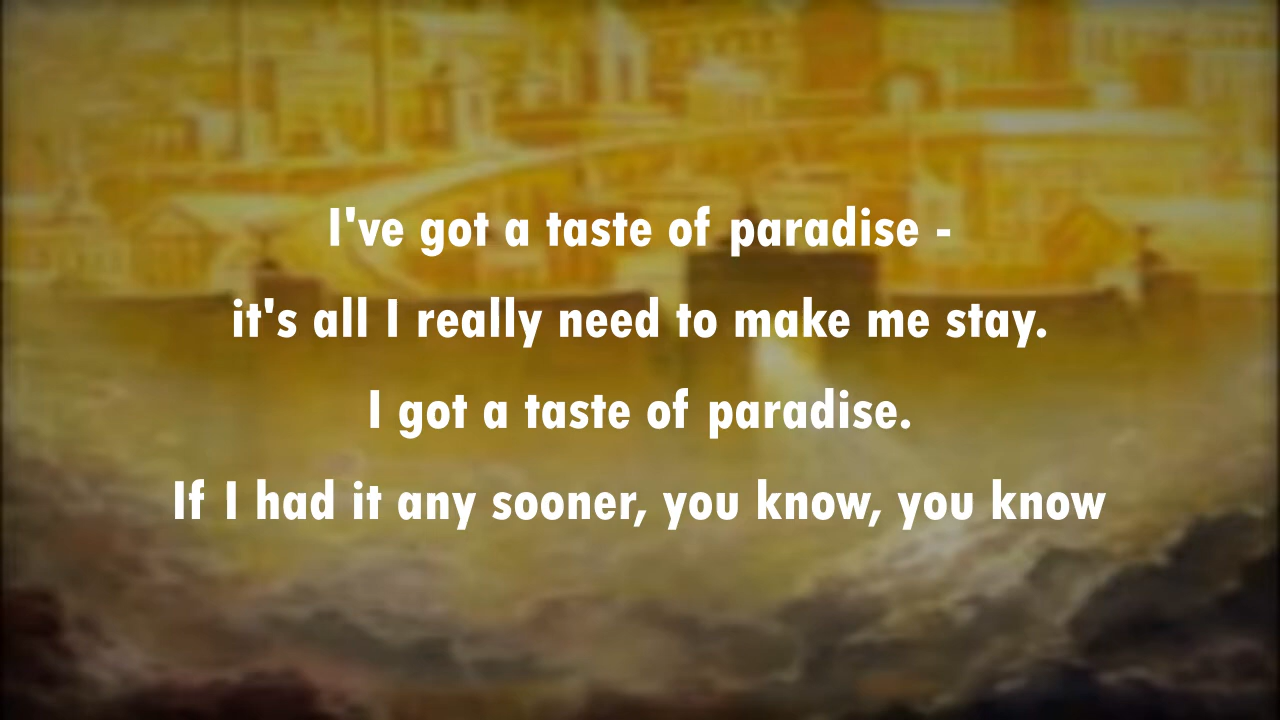 I've got a taste of paradise -
it's all I really need to make me stay.
I got a taste of paradise.
If I had it any sooner, you know, you know